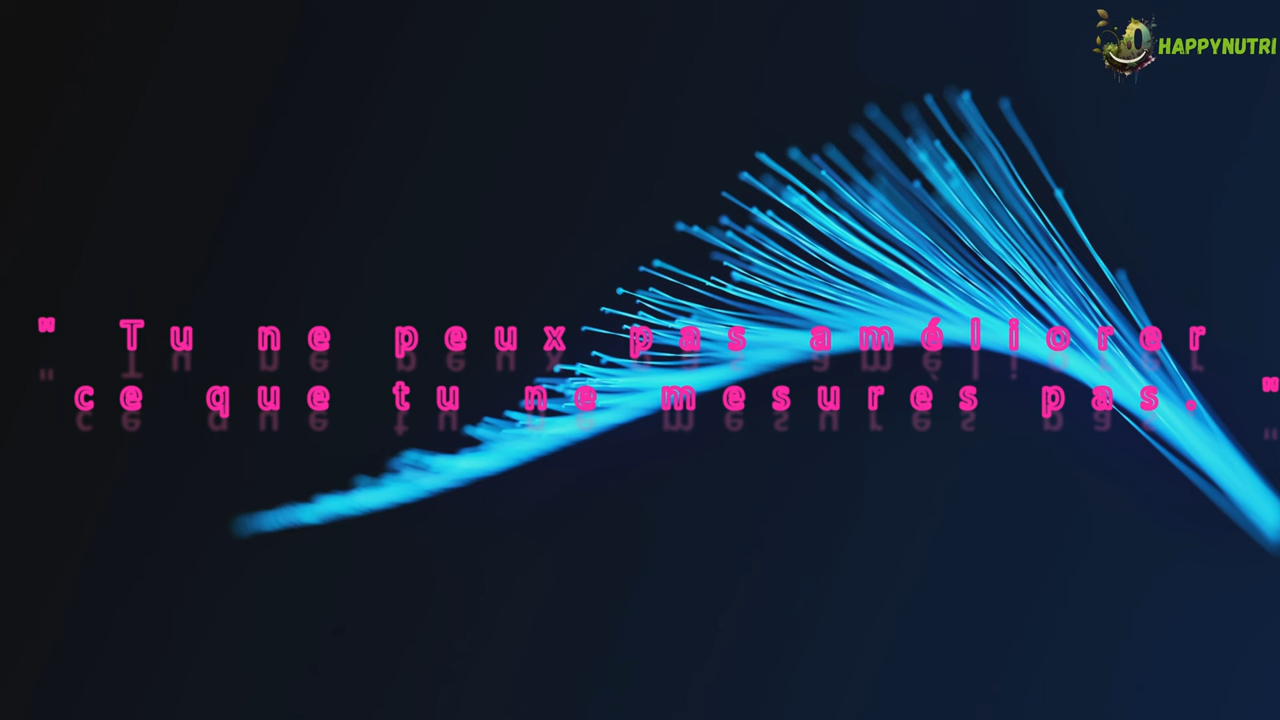 HAPPYNUTRI
" Tu ne peux pas améliorer
ce que tu ne mesures pas. "